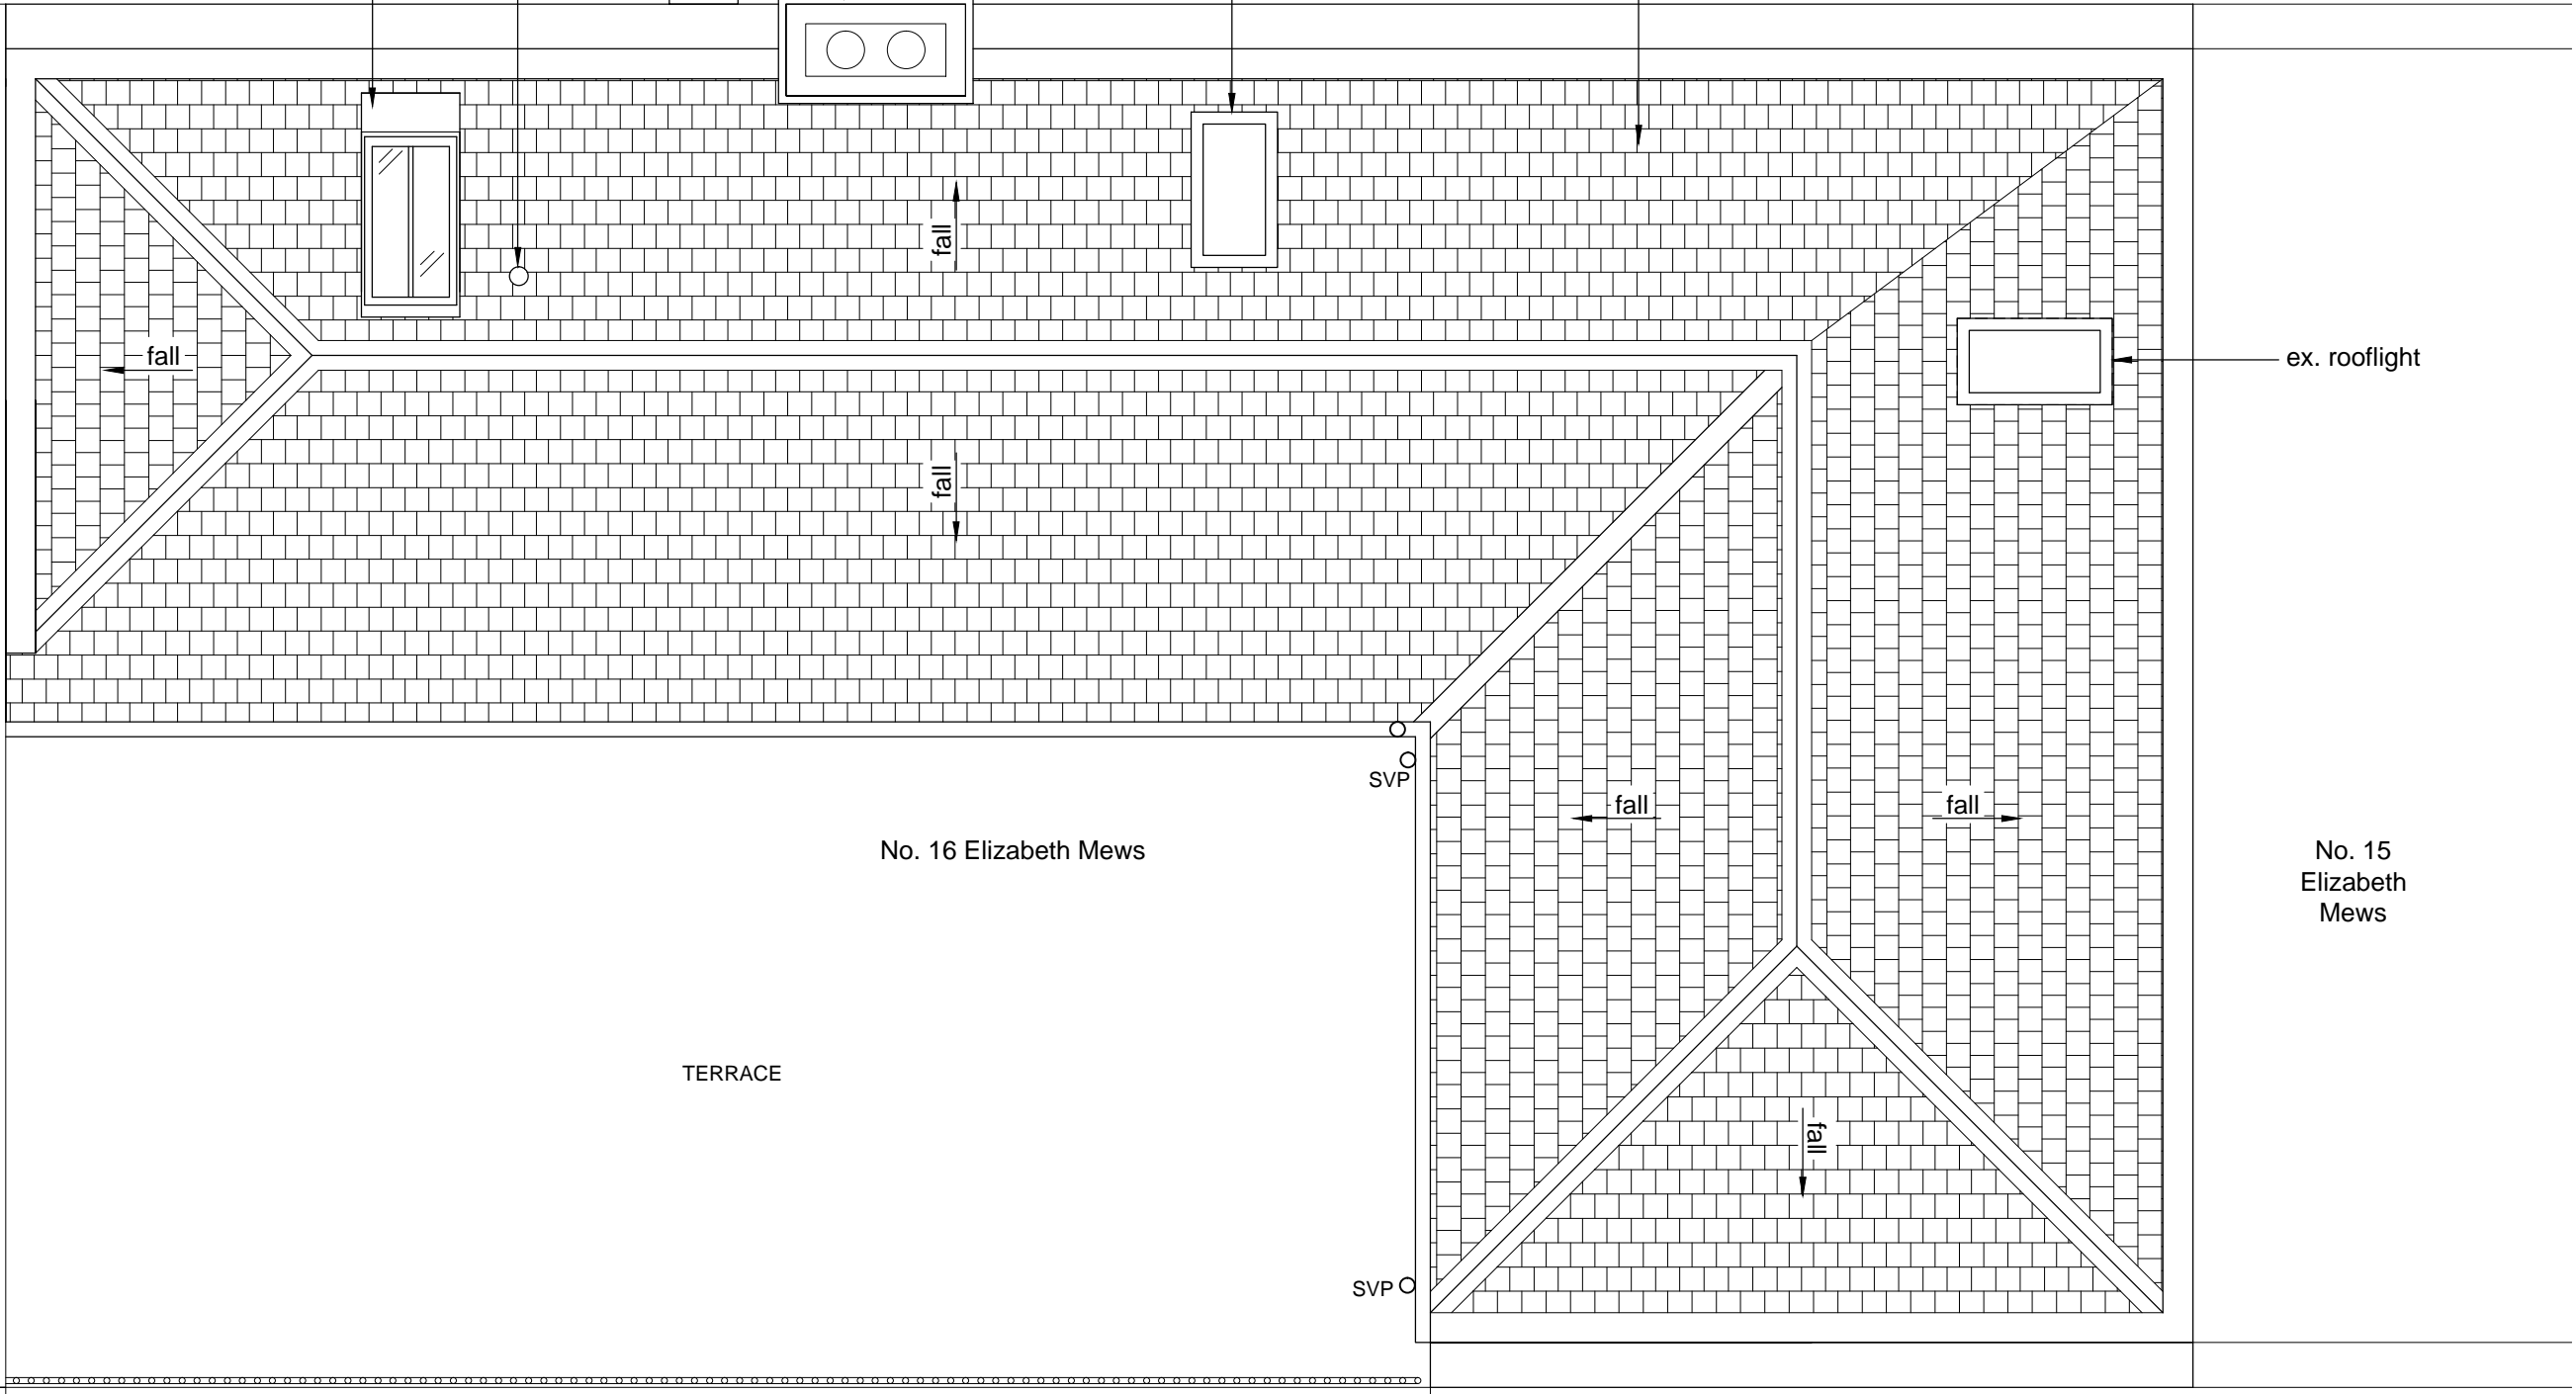 fall
fall
ex. rooflight
fall
SVP
fall
fall
No. 16 Elizabeth Mews
No. 15
Elizabeth
Mews
TERRACE
fall
SVP